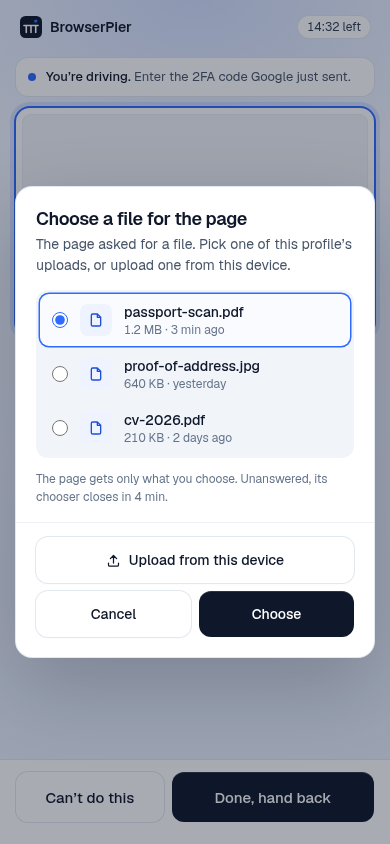 BrowserPier
14:32 left
You're driving. Enter the 2FA code Google just sent.
Choose a file for the page
The page asked for a file. Pick one of this profile's
uploads, or upload one from this device.
passport-scan.pdf
1.2 MB · 3 min ago
proof-of-address.jpg
640 KB · yesterday
cv-2026.pdf
210 KB · 2 days ago
The page gets only what you choose. Unanswered, its
chooser closes in 4 min.
Upload from this device
Cancel
Choose
Can't do this
Done, hand back